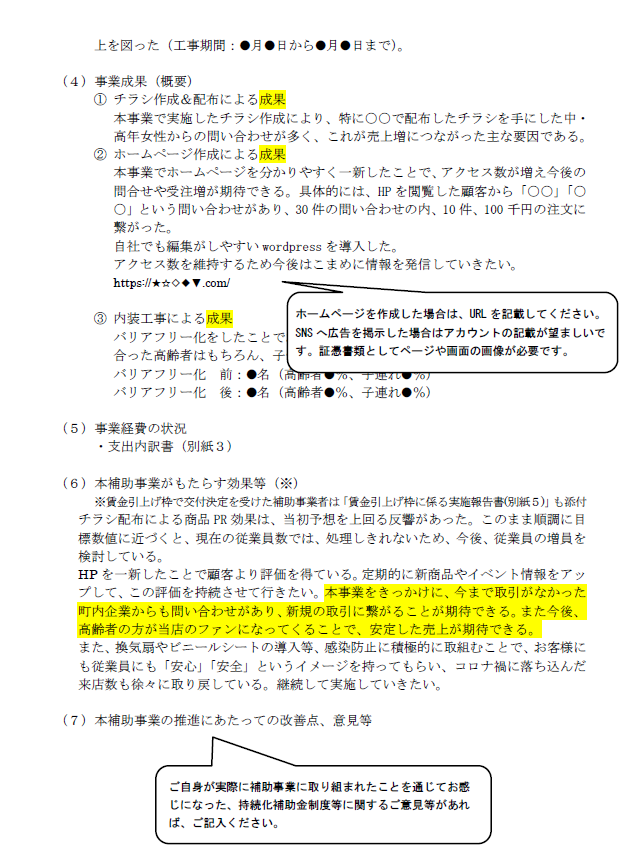 上を図った（工事期間：●月●日から●月●日まで）。
（４）事業成果（概要）
① チラシ作成＆配布による成果
本事業で実施したチラシ作成により、特に○○で配布したチラシを手にした中・
高年女性からの問い合わせが多く、これが売上増につながった主な要因である。
② ホームページ作成による成果
本事業でホームページを分かりやすく一新したことで、アクセス数が増え今後の
問合せや受注増が期待できる。具体的には、HP を閲覧した顧客から「○○」「○
○」という問い合わせがあり、30 件の問い合わせの内、10 件、100 千円の注文に
繋がった。
自社でも編集がしやすい wordpress を導入した。
アクセス数を維持するため今後はこまめに情報を発信していきたい。
https://★☆◇◆▼.com/
ホームページを作成した場合は、URL を記載してください。
SNS へ広告を掲示した場合はアカウントの記載が望ましいで
す。証憑書類としてページや画面の画像が必要です。
③ 内装工事による成果
バリアフリー化をしたことで
合った高齢者はもちろん、子
バリアフリー化　前：●名（高齢者●％、子連れ●％）
バリアフリー化　後：●名（高齢者●％、子連れ●％）
（５）事業経費の状況
・支出内訳書（別紙３）
（６）本補助事業がもたらす効果等（※）
※賃金引上げ枠で交付決定を受けた補助事業者は「賃金引上げ枠に係る実施報告書(別紙５)」も添付
チラシ配布による商品 PR 効果は、当初予想を上回る反響があった。このまま順調に目
標数値に近づくと、現在の従業員数では、処理しきれないため、今後、従業員の増員を
検討している。
HP を一新したことで顧客より評価を得ている。定期的に新商品やイベント情報をアッ
プして、この評価を持続させて行きたい。本事業をきっかけに、今まで取引がなかった
町内企業からも問い合わせがあり、新規の取引に繋がることが期待できる。また今後、
高齢者の方が当店のファンになってくることで、安定した売上が期待できる。
また、換気扇やビニールシートの導入等、感染防止に積極的に取組むことで、お客様に
も従業員にも「安心」「安全」というイメージを持ってもらい、コロナ禍に落ち込んだ
来店数も徐々に取り戻している。継続して実施していきたい。
（７）本補助事業の推進にあたっての改善点、意見等
ご自身が実際に補助事業に取り組まれたことを通じてお感
じになった、持続化補助金制度等に関するご意見等があれ
ば、ご記入ください。